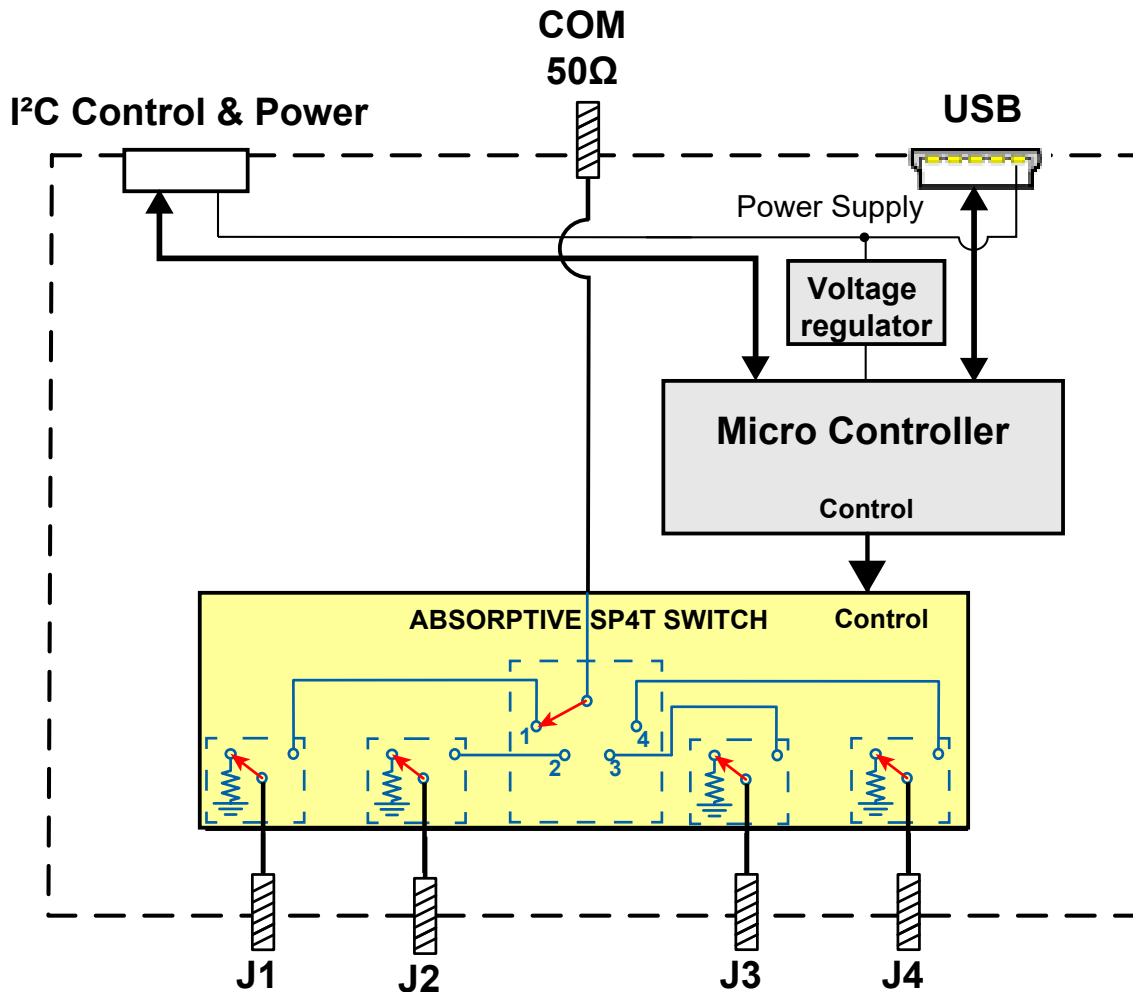 COM
50Ω
I²C Control & Power
USB
Power Supply
Voltage
regulator
Micro Controller
Control
ABSORPTIVE SP4T SWITCH
Control
1
4
2
3
J1
J2
J3
J4